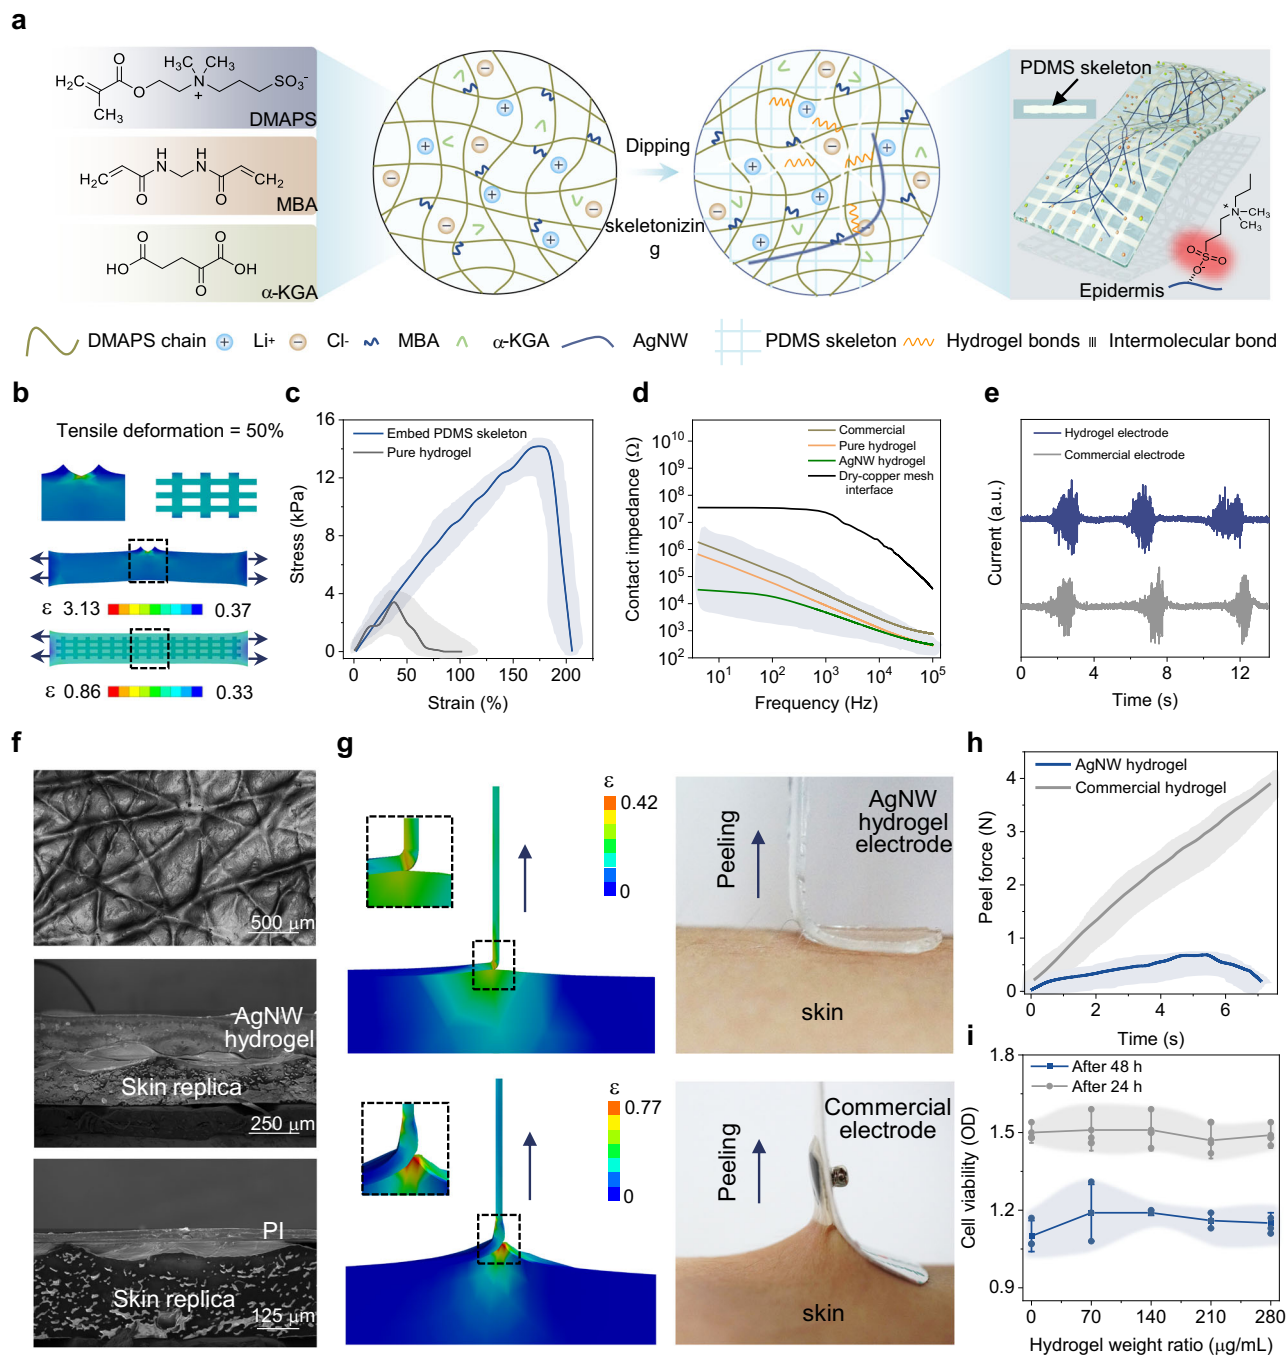 a
H₂C
O
O
CH₃
H₃C
CH₃
N
+
SO₃⁻
DMAPS
H₂C
O
H
N
H
N
O
CH₂
MBA
HO
O
O
OH
O
α-KGA
Dipping
skeletonizin
g
PDMS skeleton
N
+
CH₃
CH₃
O
S
O
O⁻
Epidermis
DMAPS chain
Li+
Cl-
MBA
α-KGA
AgNW
PDMS skeleton
Hydrogel bonds
Intermolecular bond
b
Tensile deformation = 50%
ε 3.13 0.37
ε 0.86 0.33
c
Embed PDMS skeleton
Pure hydrogel
Stress (kPa)
16
12
8
4
0
0 50 100 150 200
Strain (%)
d
Commercial
Pure hydrogel
AgNW hydrogel
Dry-copper mesh
interface
Contact impedance (Ω)
10¹⁰
10⁹
10⁸
10⁷
10⁶
10⁵
10⁴
10³
10²
10¹ 10² 10³ 10⁴ 10⁵
Frequency (Hz)
e
Hydrogel electrode
Commercial electrode
Current (a.u.)
0 4 8 12
Time (s)
f
500 μm
AgNW
hydrogel
Skin replica
250 μm
PI
Skin replica
125 μm
g
ε
0.42
0
Peeling
AgNW
hydrogel
electrode
skin
ε
0.77
0
Peeling
Commercial
electrode
skin
h
AgNW hydrogel
Commercial hydrogel
Peel force (N)
4
3
2
1
0
0 2 4 6
Time (s)
i
After 48 h
After 24 h
Cell viability (OD)
1.8
1.5
1.2
0.9
0 70 140 210 280
Hydrogel weight ratio (μg/mL)